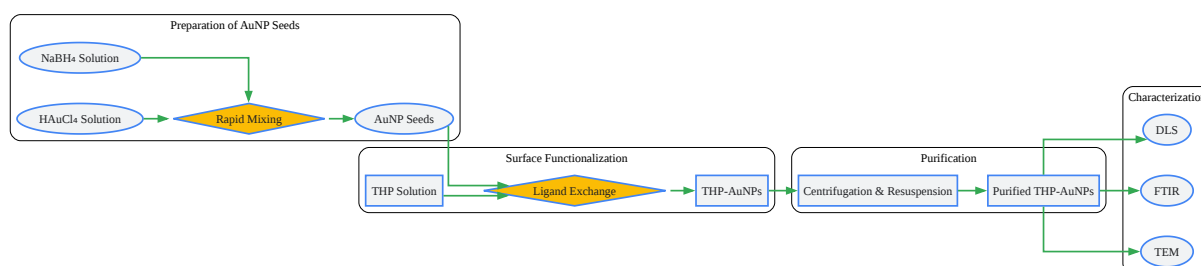 Preparation of AuNP Seeds
NaBH₄ Solution
HAuCl₄ Solution
Rapid Mixing
AuNP Seeds
Surface Functionalization
THP Solution
Ligand Exchange
THP-AuNPs
Purification
Centrifugation & Resuspension
Purified THP-AuNPs
Characterization
DLS
FTIR
TEM